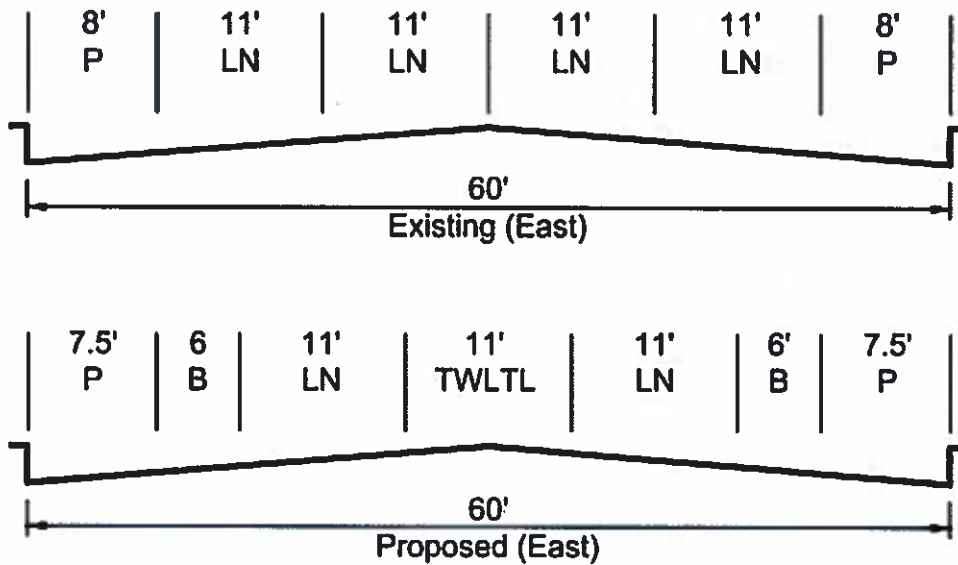 8' 11' 11' 11' 11' 8'
P LN LN LN LN P
60'
Existing (East)
7.5' 6 11' 11' 11' 6' 7.5'
P B LN TWLTL LN B P
60'
Proposed (East)